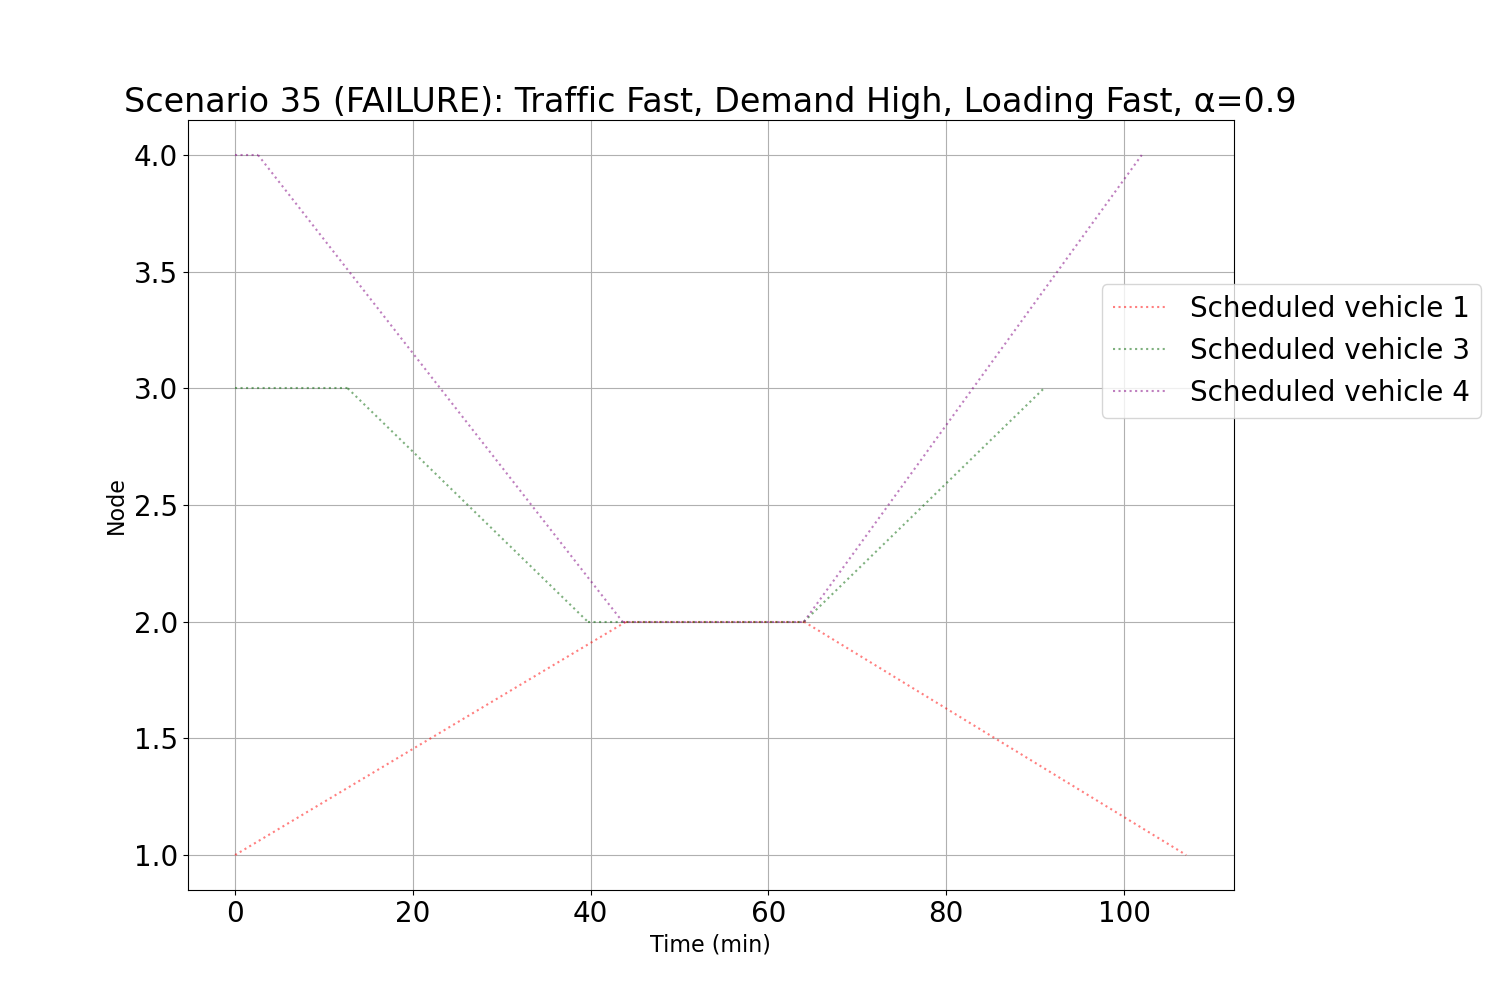 Scenario 35 (FAILURE): Traffic Fast, Demand High, Loading Fast, α=0.9
4.0
3.5
3.0
2.5
2.0
1.5
1.0
Node
0 20 40 60 80 100
Time (min)
Scheduled vehicle 1
Scheduled vehicle 3
Scheduled vehicle 4